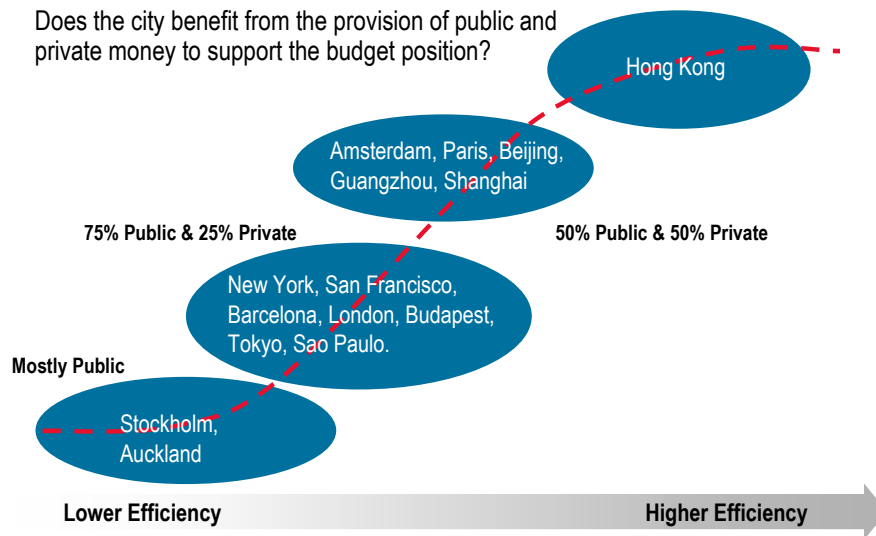 Does the city benefit from the provision of public and
private money to support the budget position?
Hong Kong
Amsterdam, Paris, Beijing,
Guangzhou, Shanghai
75% Public & 25% Private
50% Public & 50% Private
New York, San Francisco,
Barcelona, London, Budapest,
Tokyo, Sao Paulo.
Mostly Public
Stockholm,
Auckland
Lower Efficiency
Higher Efficiency